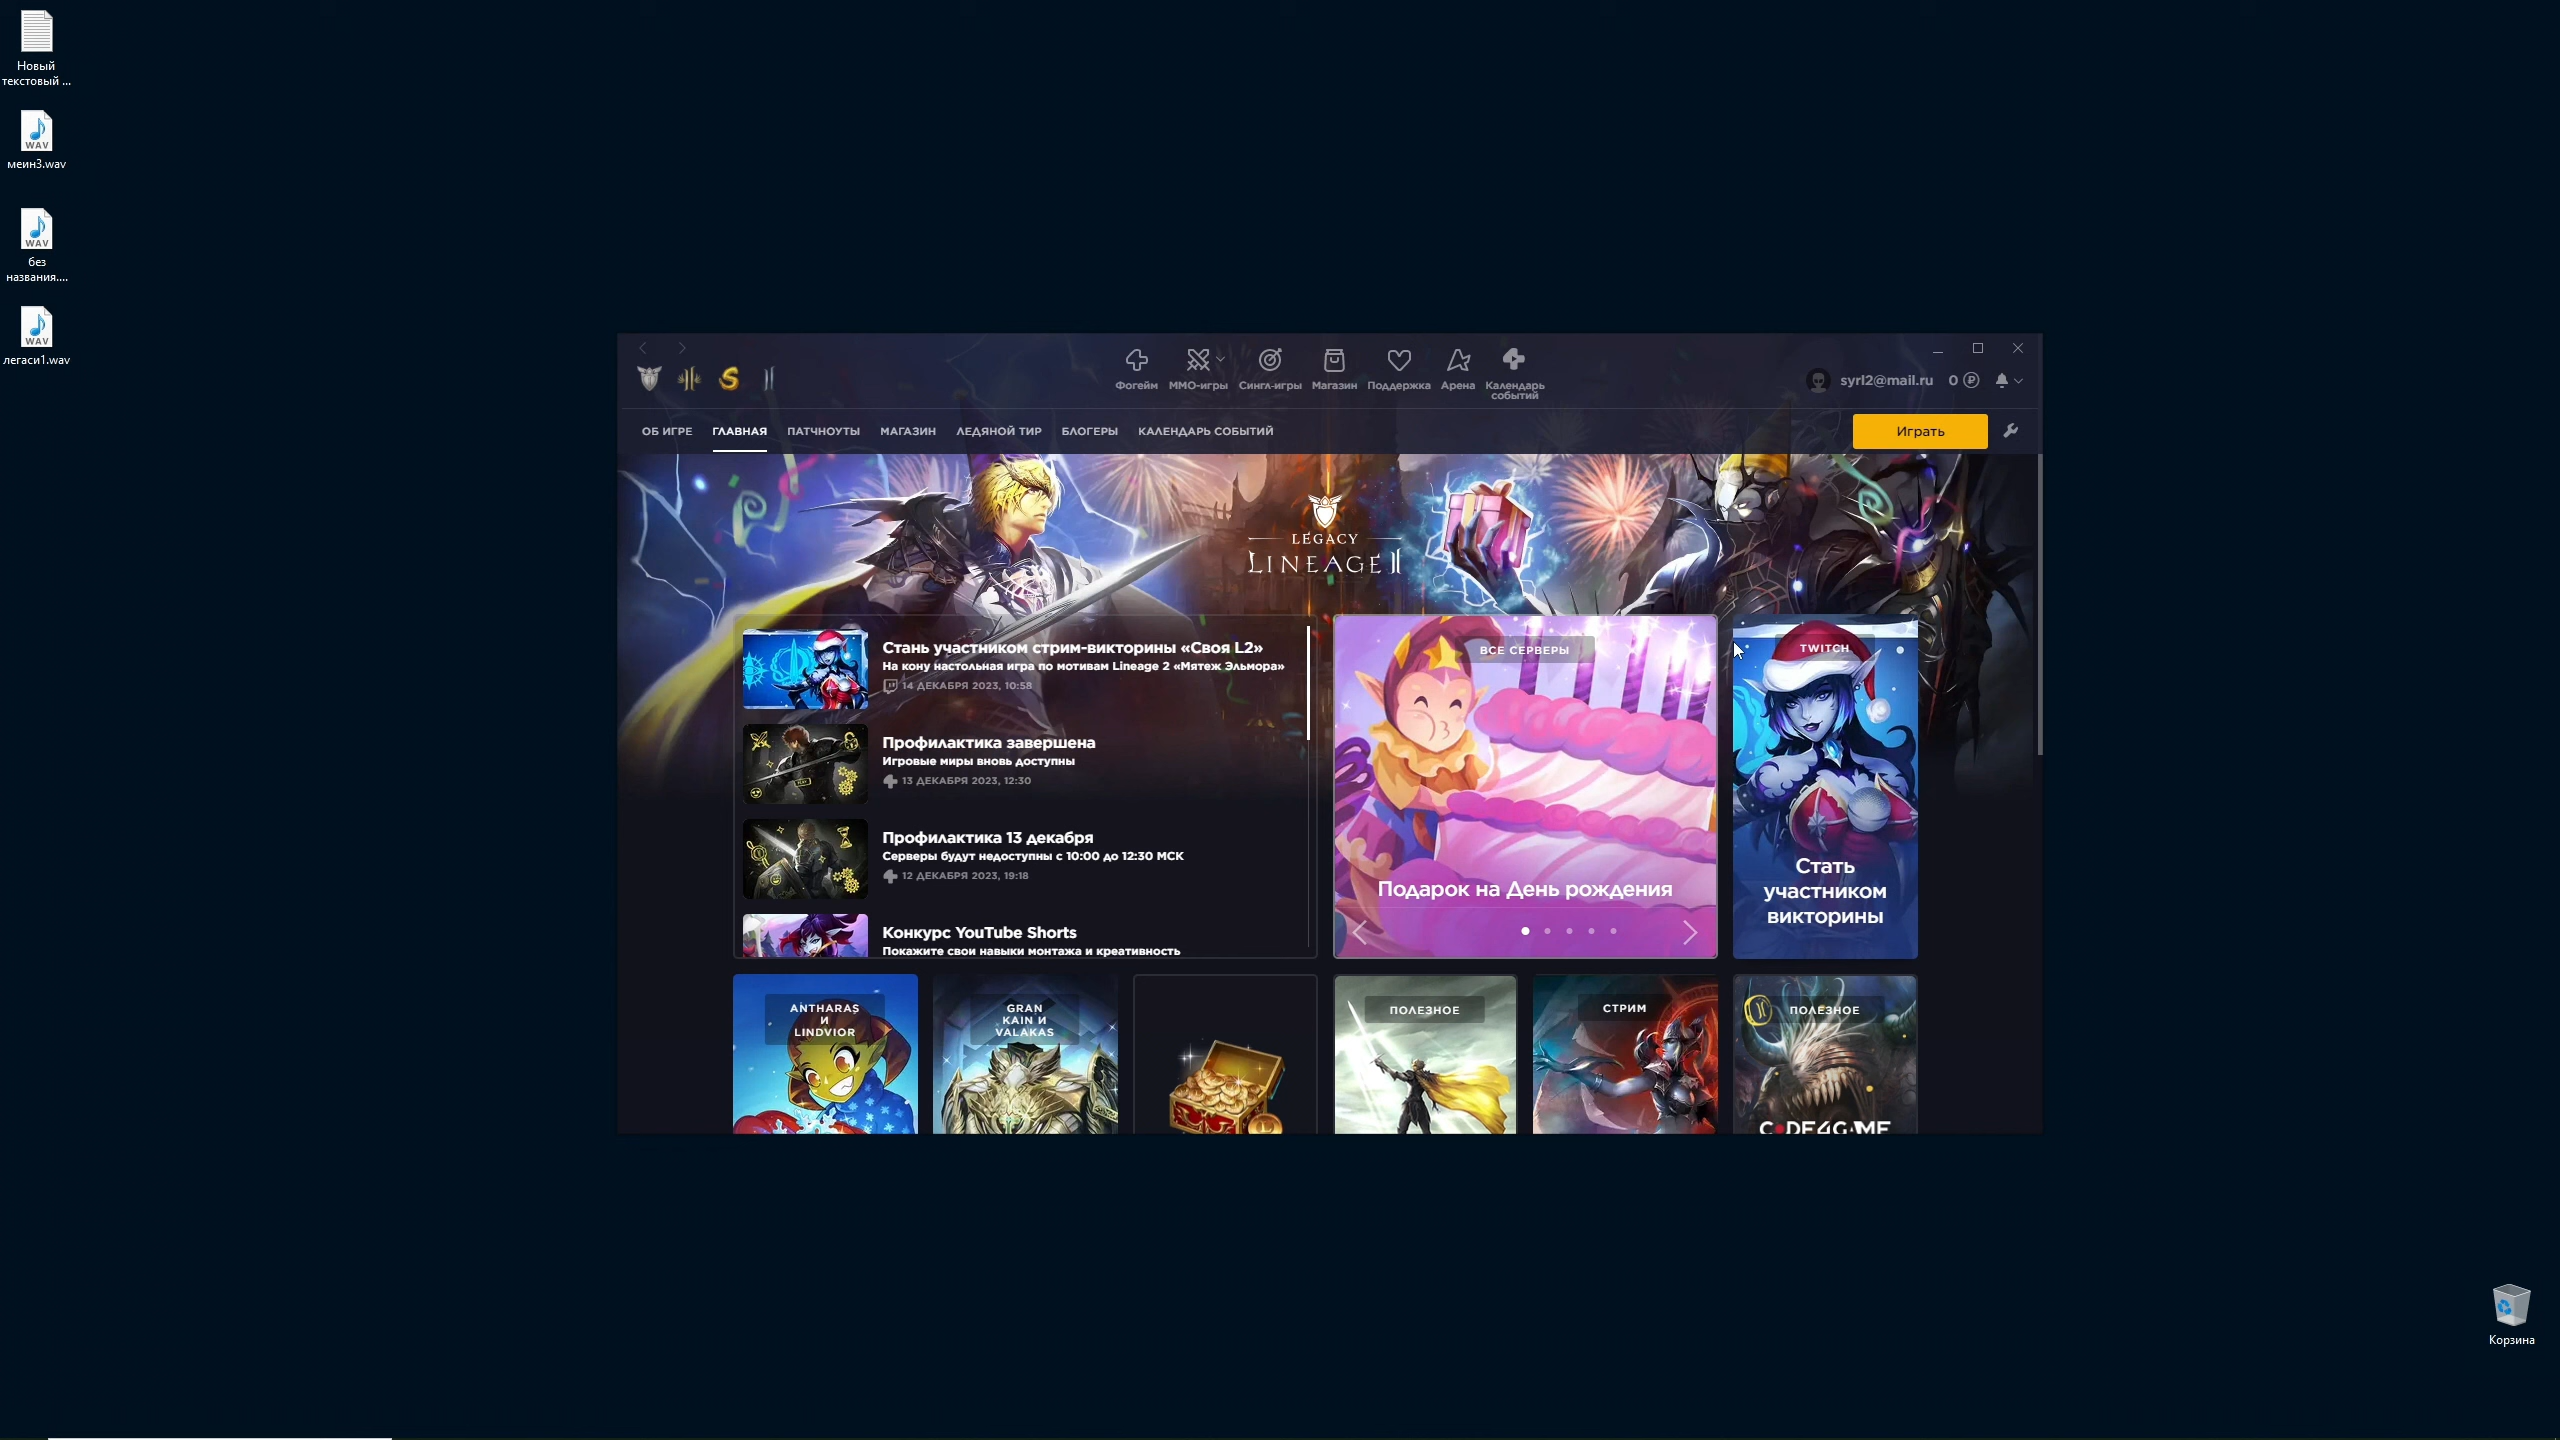 Новый
текстовый ...
WAV
меин3.wav
WAV
без
названия....
WAV
легаси1.wav
Фогейм
ММО-игры
Сингл-игры
Магазин
Поддержка
Арена
Календарь
событий
syrl2@mail.ru
0
ОБ ИГРЕ
ГЛАВНАЯ
ПАТЧНОУТЫ
МАГАЗИН
ЛЕДЯНОЙ ТИР
БЛОГЕРЫ
КАЛЕНДАРЬ СОБЫТИЙ
Играть
LEGACY
LINEAGE II
Стань участником стрим-викторины «Своя L2»
На кону настольная игра по мотивам Lineage 2 «Мятеж Эльмора»
14 ДЕКАБРЯ 2023, 10:58
Профилактика завершена
Игровые миры вновь доступны
13 ДЕКАБРЯ 2023, 12:30
Профилактика 13 декабря
Серверы будут недоступны с 10:00 до 12:30 МСК
12 ДЕКАБРЯ 2023, 19:18
Конкурс YouTube Shorts
Покажите свои навыки монтажа и креативность
ВСЕ СЕРВЕРЫ
Подарок на День рождения
TWITCH
Стать
участником
викторины
ANTHARAS
И
LINDVIOR
GRAN
KAIN И
VALAKAS
ПОЛЕЗНОЕ
СТРИМ
ПОЛЕЗНОЕ
CODE4GAME
Корзина